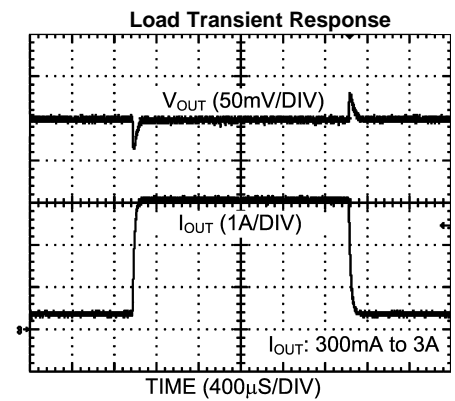 Load Transient Response
VOUT (50mV/DIV)
IOUT (1A/DIV)
IOUT: 300mA to 3A
TIME (400μS/DIV)